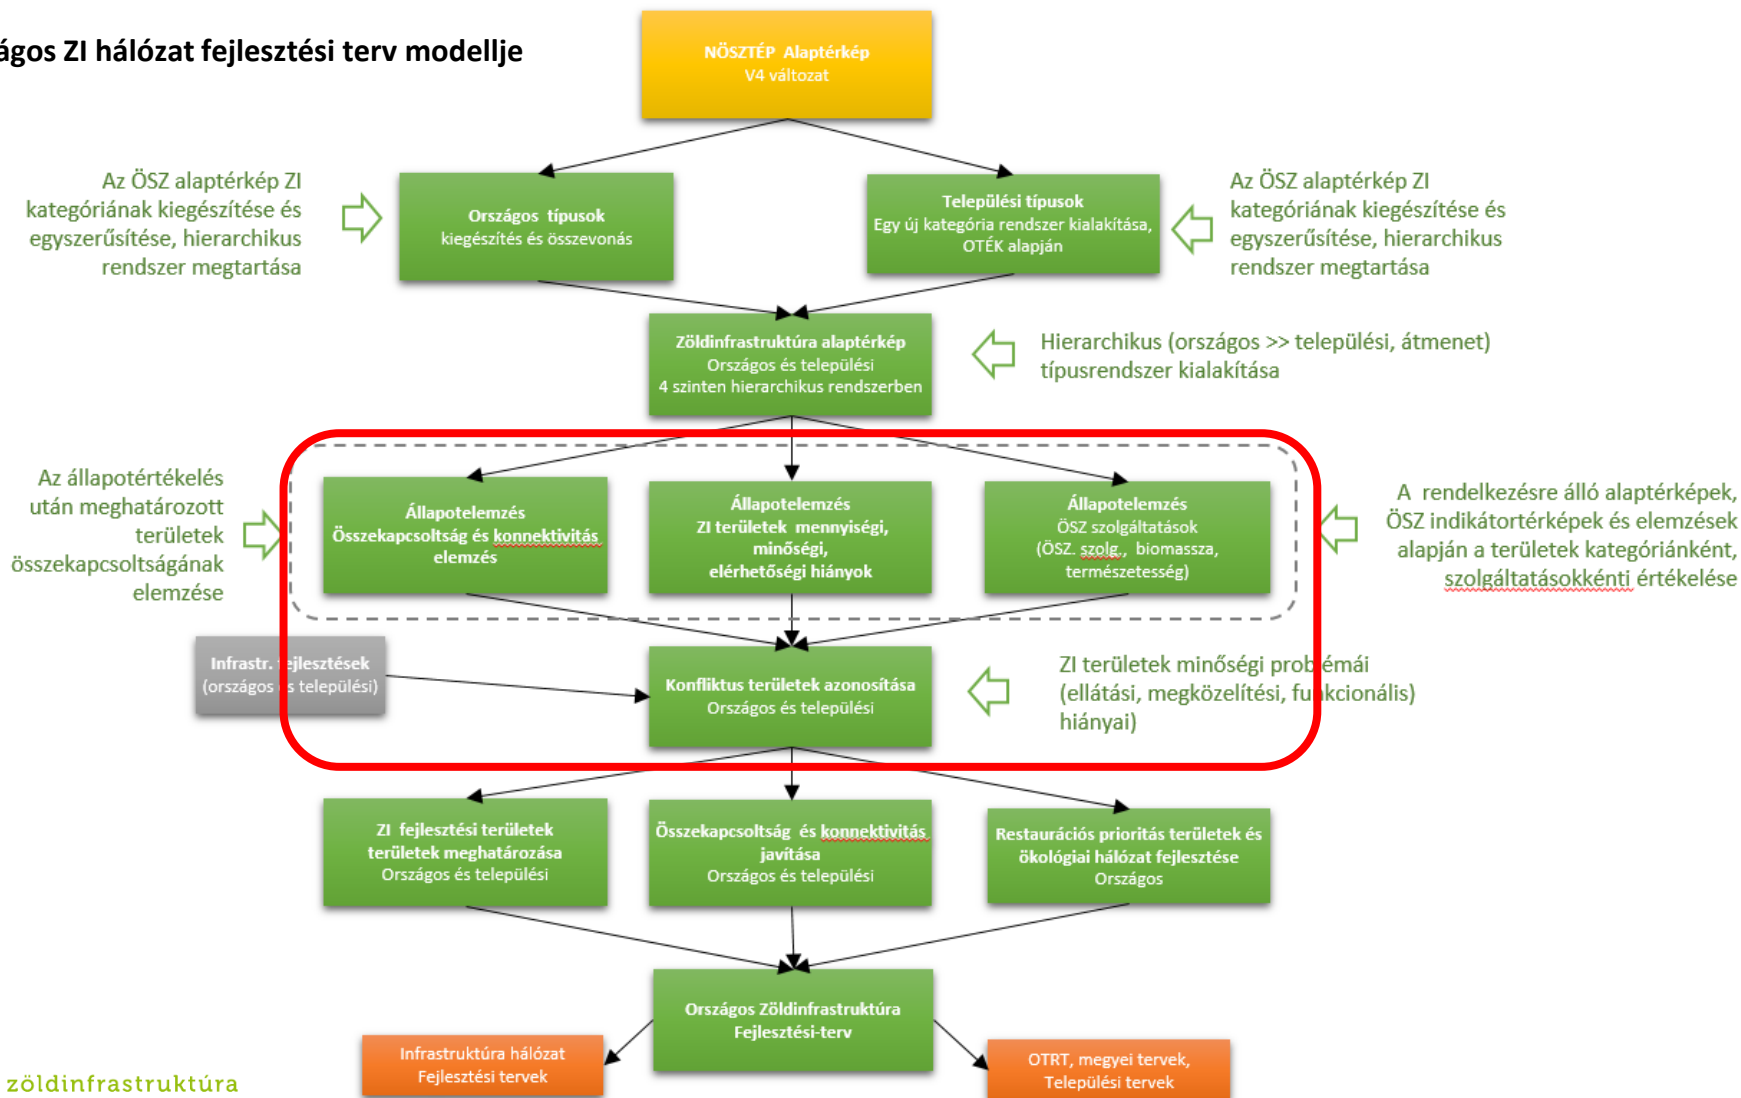 ágos ZI hálózat fejlesztési terv modellje
NÖSZTÉP Alaptérkép
V4 változat
Az ÖSZ alaptérkép ZI
kategóriának kiegészítése és
egyszerűsítése, hierarchikus
rendszer megtartása
Országos típusok
kiegészítés és összevonás
Települési típusok
Egy új kategória rendszer kialakítása,
OTÉK alapján
Az ÖSZ alaptérkép ZI
kategóriának kiegészítése és
egyszerűsítése, hierarchikus
rendszer megtartása
Zöldinfrastruktúra alaptérkép
Országos és települési
4 szinten hierarchikus rendszerben
Hierarchikus (országos >> települési, átmenet)
típusrendszer kialakítása
Az állapotértékelés
után meghatározott
területek
összekapcsoltságának
elemzése
Állapotelemzés
Összekapcsoltság és konnektivitás
elemzés
Állapotelemzés
ZI területek mennyiségi,
minőségi,
elérhetőségi hiányok
Állapotelemzés
ÖSZ szolgáltatások
(ÖSZ. szolg., biomassza,
természetesség)
A rendelkezésre álló alaptérképek,
ÖSZ indikátortérképek és elemzések
alapján a területek kategóriánként,
szolgáltatásokkénti értékelése
Infrastr. fejlesztések
(országos és települési)
Konfliktus területek azonosítása
Országos és települési
ZI területek minőségi problémái
(ellátási, megközelítési, funkcionális)
hiányai)
ZI fejlesztési területek
területek meghatározása
Országos és települési
Összekapcsoltság és konnektivitás
javítása
Országos és települési
Restaurációs prioritás területek és
ökológiai hálózat fejlesztése
Országos
Országos Zöldinfrastruktúra
Fejlesztési-terv
Infrastruktúra hálózat
Fejlesztési tervek
OTRT, megyei tervek,
Települési tervek
zöldinfrastruktúra